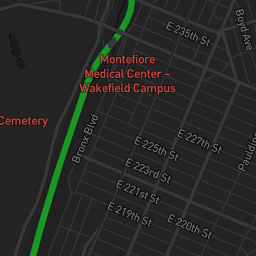 E 235th St
Boyd Ave
Montefiore
Medical Center –
Wakefield Campus
Cemetery
Bronx Blvd
E 225th St
E 227th St
E 223rd St
E 221st St
E 219th St
E 220th St